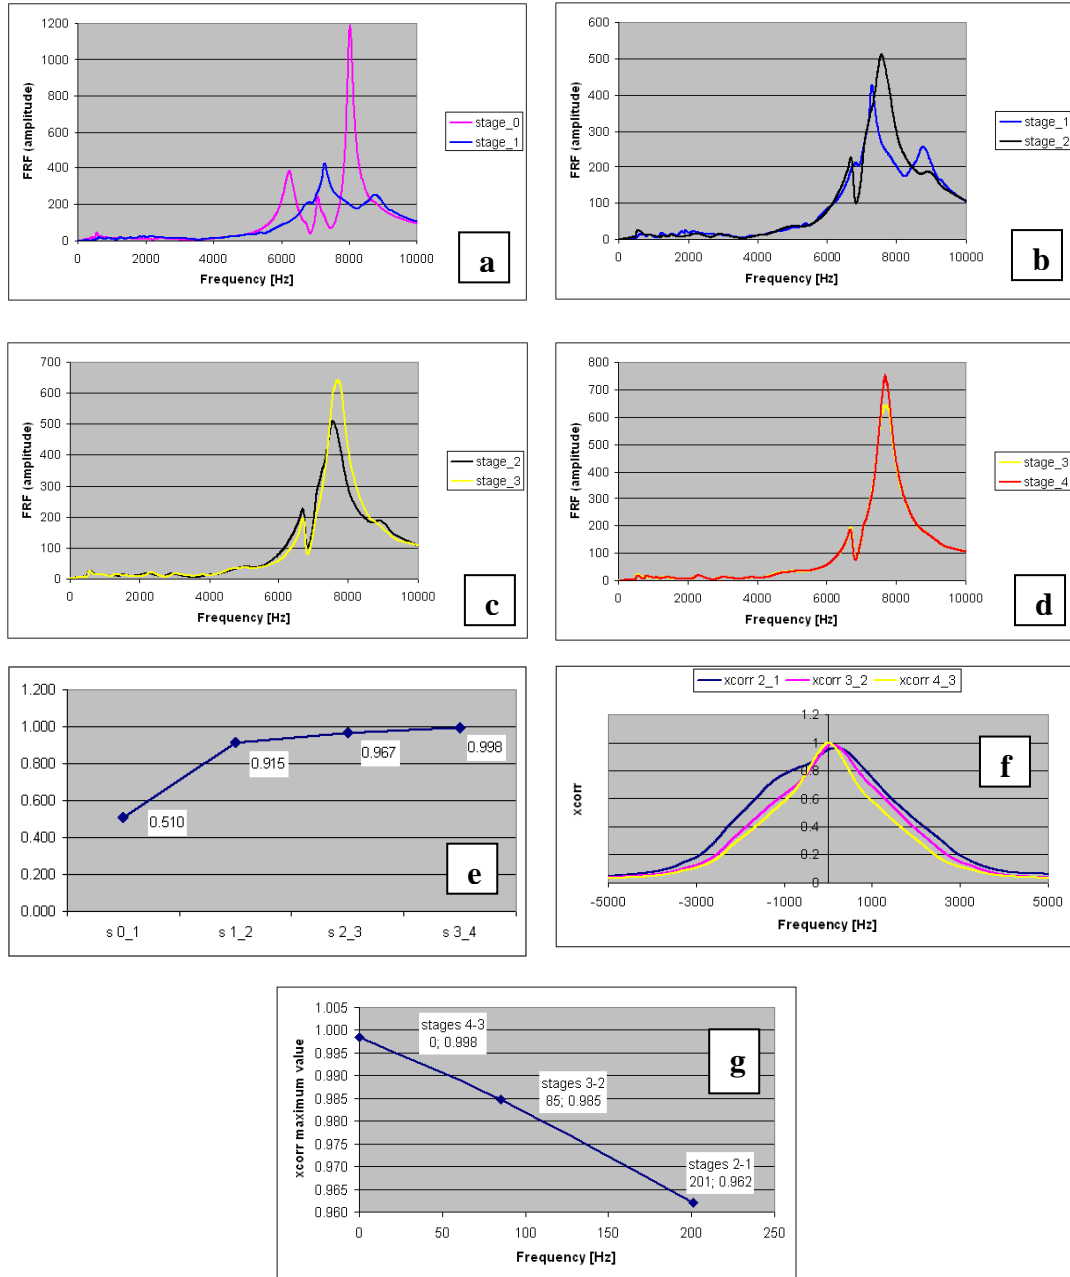 1200
1000
800
600
400
200
0
FRF (amplitude)
0 2000 4000 6000 8000 10000
Frequency [Hz]
stage_0
stage_1
a
600
500
400
300
200
100
0
FRF (amplitude)
0 2000 4000 6000 8000 10000
Frequency [Hz]
stage_1
stage_2
b
700
600
500
400
300
200
100
0
FRF (amplitude)
0 2000 4000 6000 8000 10000
Frequency [Hz]
stage_2
stage_3
c
800
700
600
500
400
300
200
100
0
FRF (amplitude)
0 2000 4000 6000 8000 10000
Frequency [Hz]
stage_3
stage_4
d
1.200
1.000
0.800
0.600
0.400
0.200
0.000
0.510
0.915
0.967
0.998
s 0_1 s 1_2 s 2_3 s 3_4
e
xcorr 2_1 xcorr 3_2 xcorr 4_3
1.2
1
0.8
0.6
0.4
0.2
0
xcorr
-5000 -3000 -1000 1000 3000 5000
Frequency [Hz]
f
1.005
1.000
0.995
0.990
0.985
0.980
0.975
0.970
0.965
0.960
xcorr maximum value
stages 4-3
0; 0.998
stages 3-2
85; 0.985
stages 2-1
201; 0.962
0 50 100 150 200 250
Frequency [Hz]
g